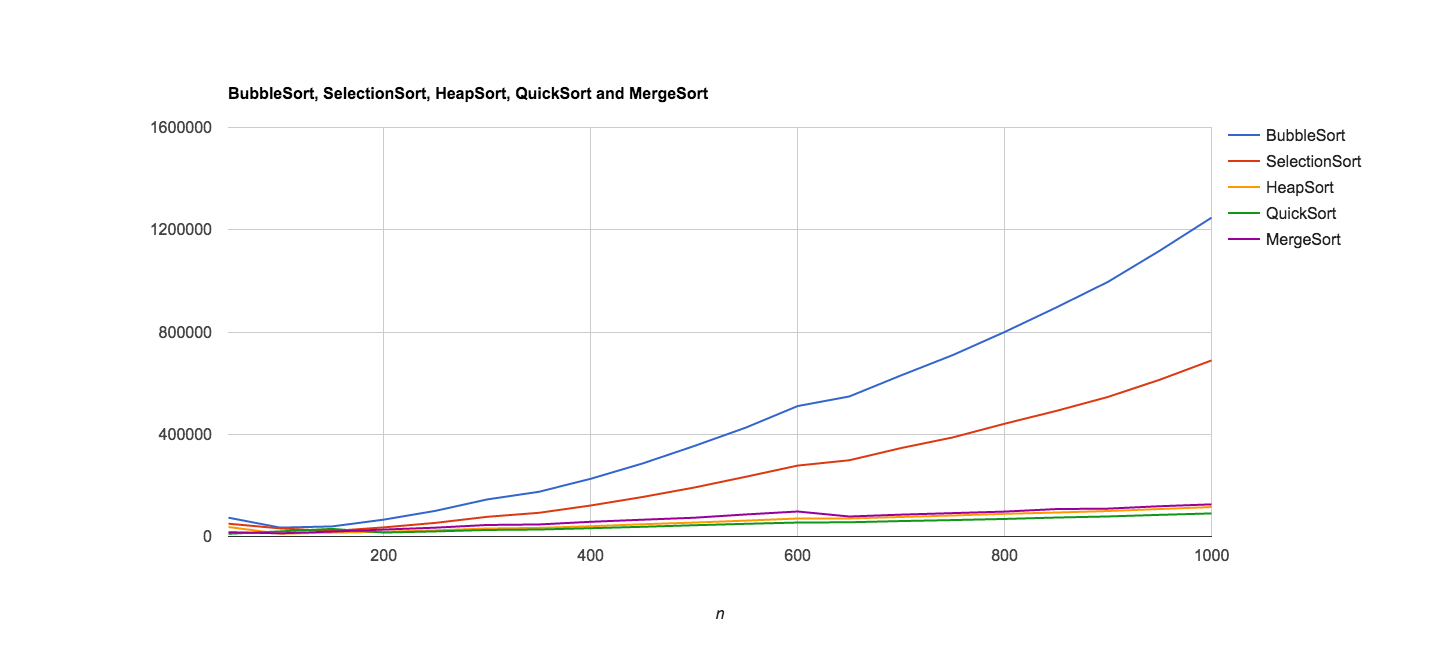 BubbleSort, SelectionSort, HeapSort, QuickSort and MergeSort
1600000
1200000
800000
400000
0
200
400
600
800
1000
n
BubbleSort
SelectionSort
HeapSort
QuickSort
MergeSort